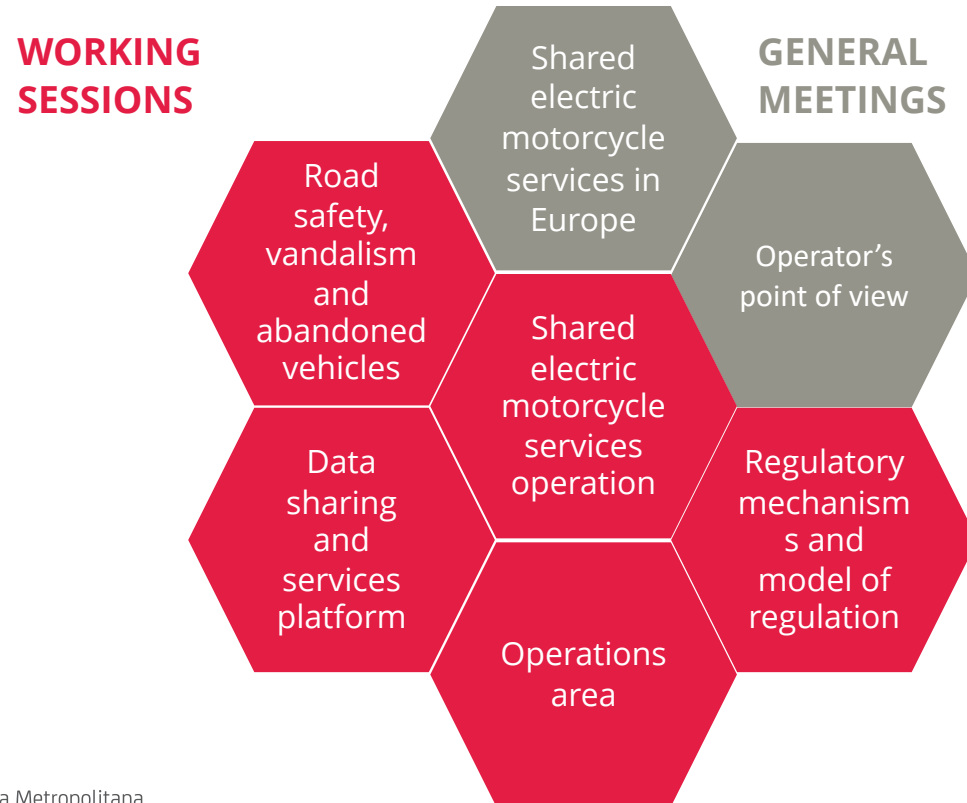 WORKING
SESSIONS
GENERAL
MEETINGS
Shared
electric
motorcycle
services in
Europe
Road
safety,
vandalism
and
abandoned
vehicles
Operator's
point of view
Shared
electric
motorcycle
services
operation
Data
sharing
and
services
platform
Regulatory
mechanism
s and
model of
regulation
Operations
area
a Metropolitana